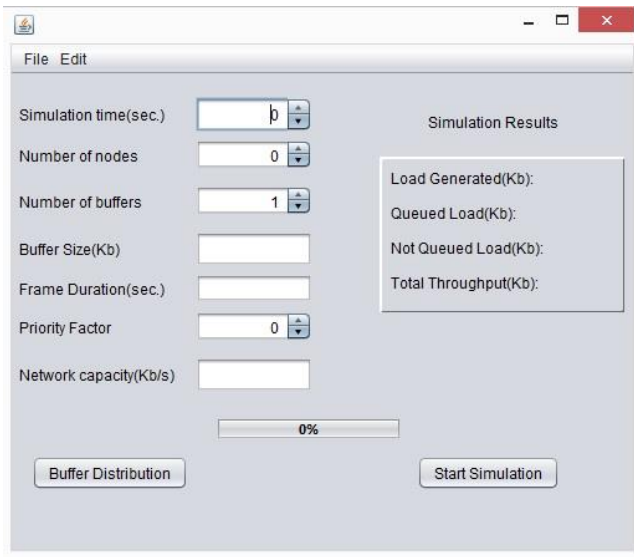 File Edit
Simulation time(sec.) 0
Number of nodes 0
Number of buffers 1
Buffer Size(Kb)
Frame Duration(sec.)
Priority Factor 0
Network capacity(Kb/s)
Simulation Results
Load Generated(Kb):
Queued Load(Kb):
Not Queued Load(Kb):
Total Throughput(Kb):
0%
Buffer Distribution
Start Simulation